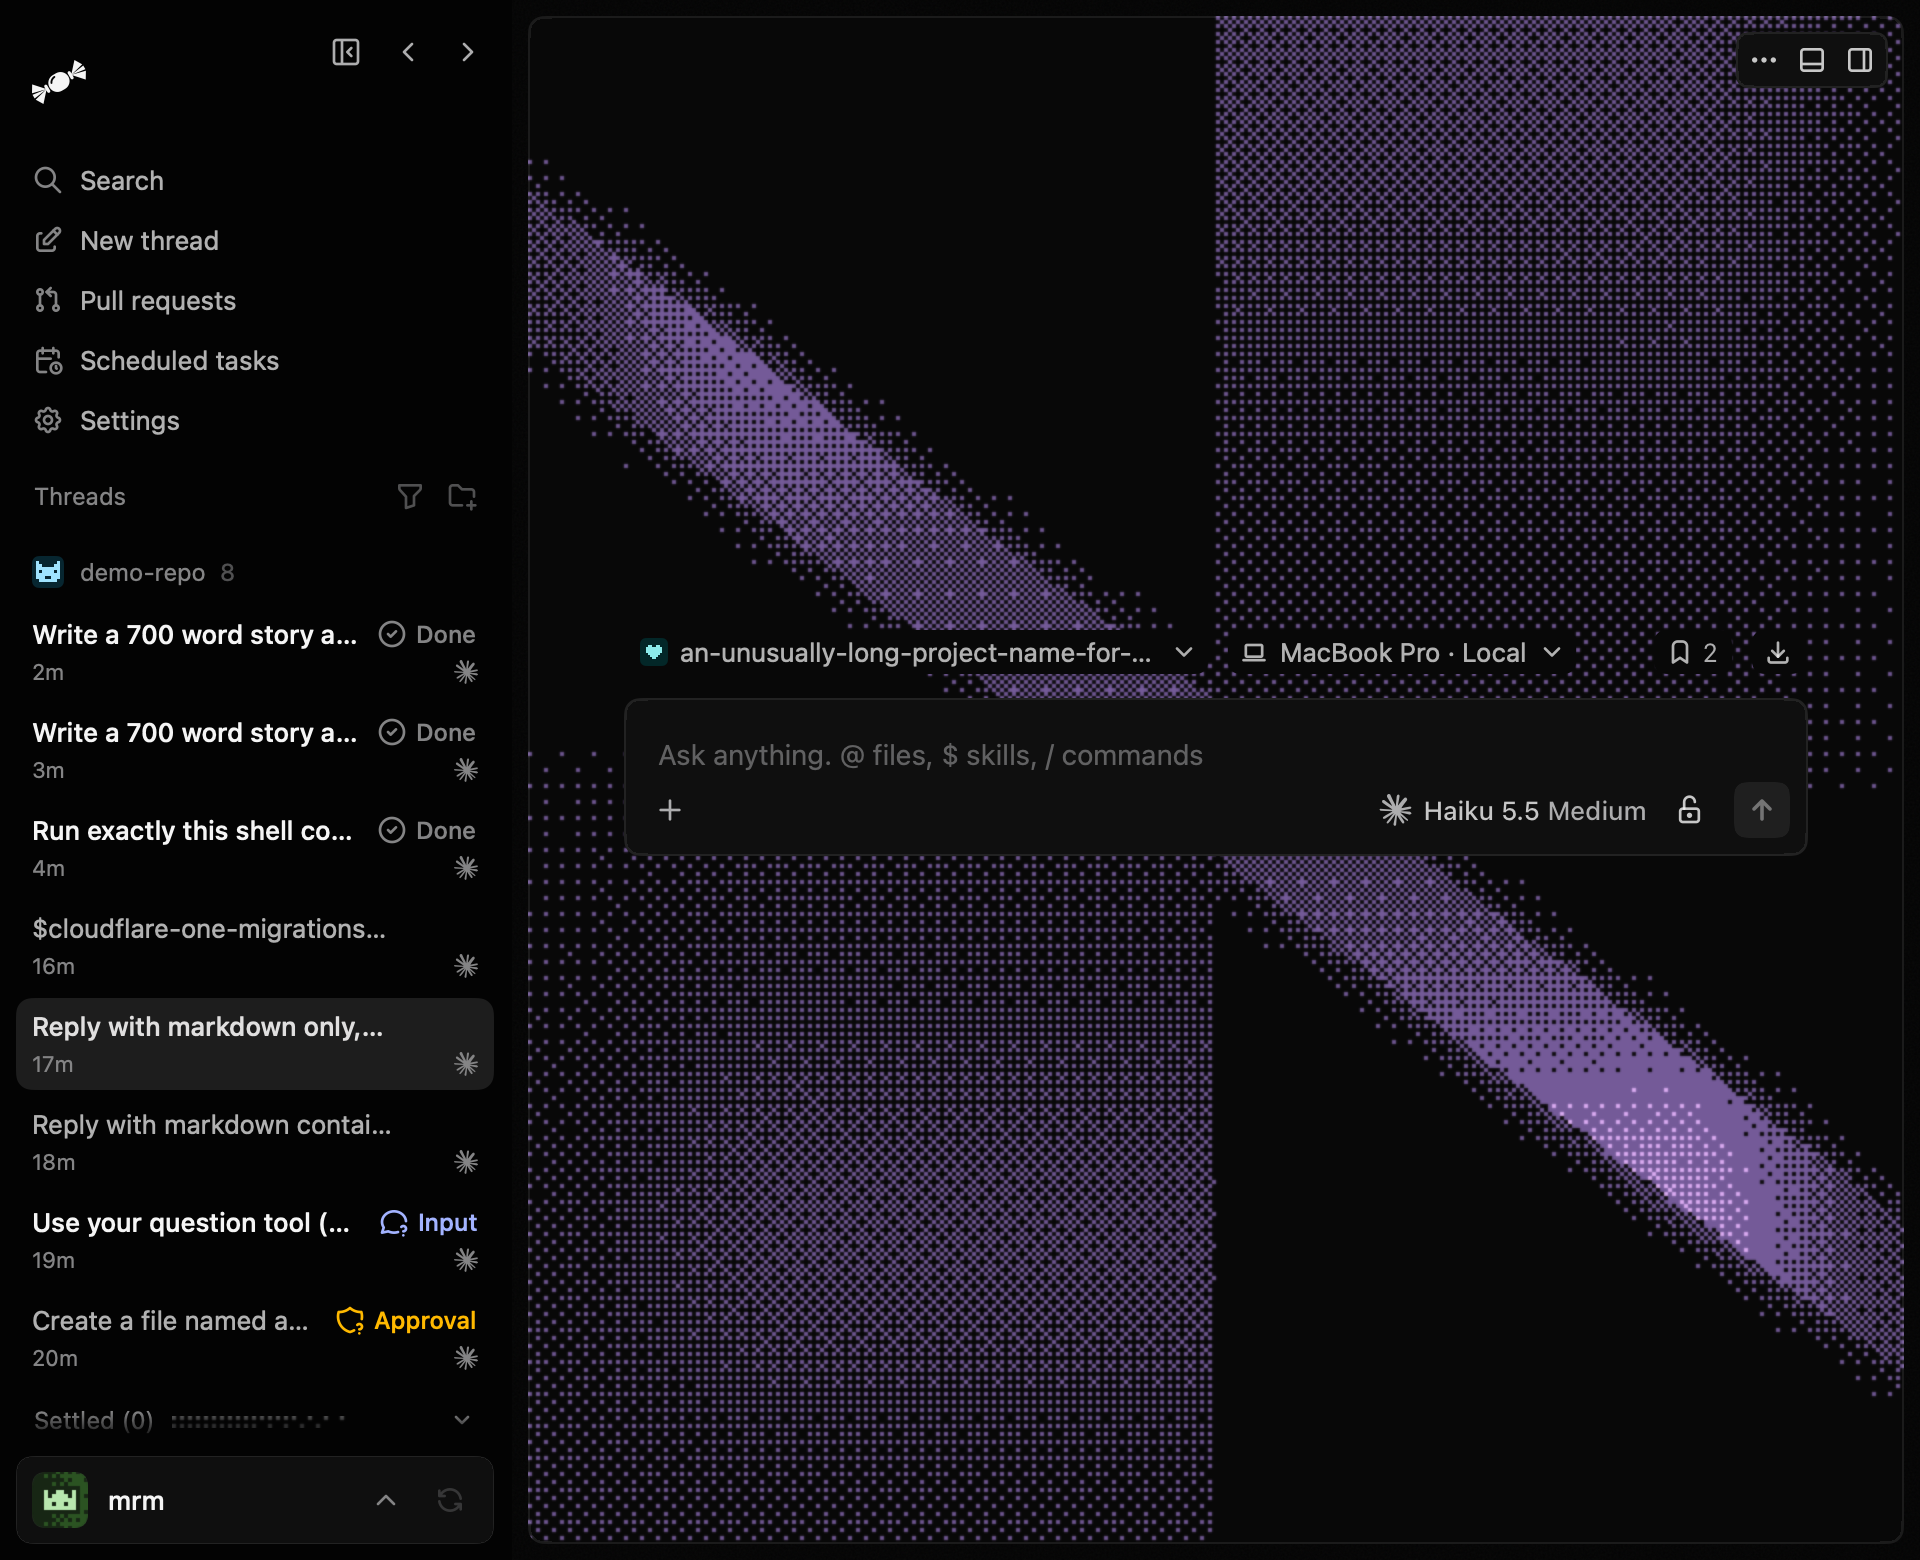 Search
New thread
Pull requests
Scheduled tasks
Settings
Threads
demo-repo 8
Write a 700 word story a... Done
2m
Write a 700 word story a... Done
3m
Run exactly this shell co... Done
4m
$cloudflare-one-migrations...
16m
Reply with markdown only,...
17m
Reply with markdown contai...
18m
Use your question tool (... Input
19m
Create a file named a... Approval
20m
Settled (0)
mrm
an-unusually-long-project-name-for-... MacBook Pro · Local 2
Ask anything. @ files, $ skills, / commands
Haiku 5.5 Medium